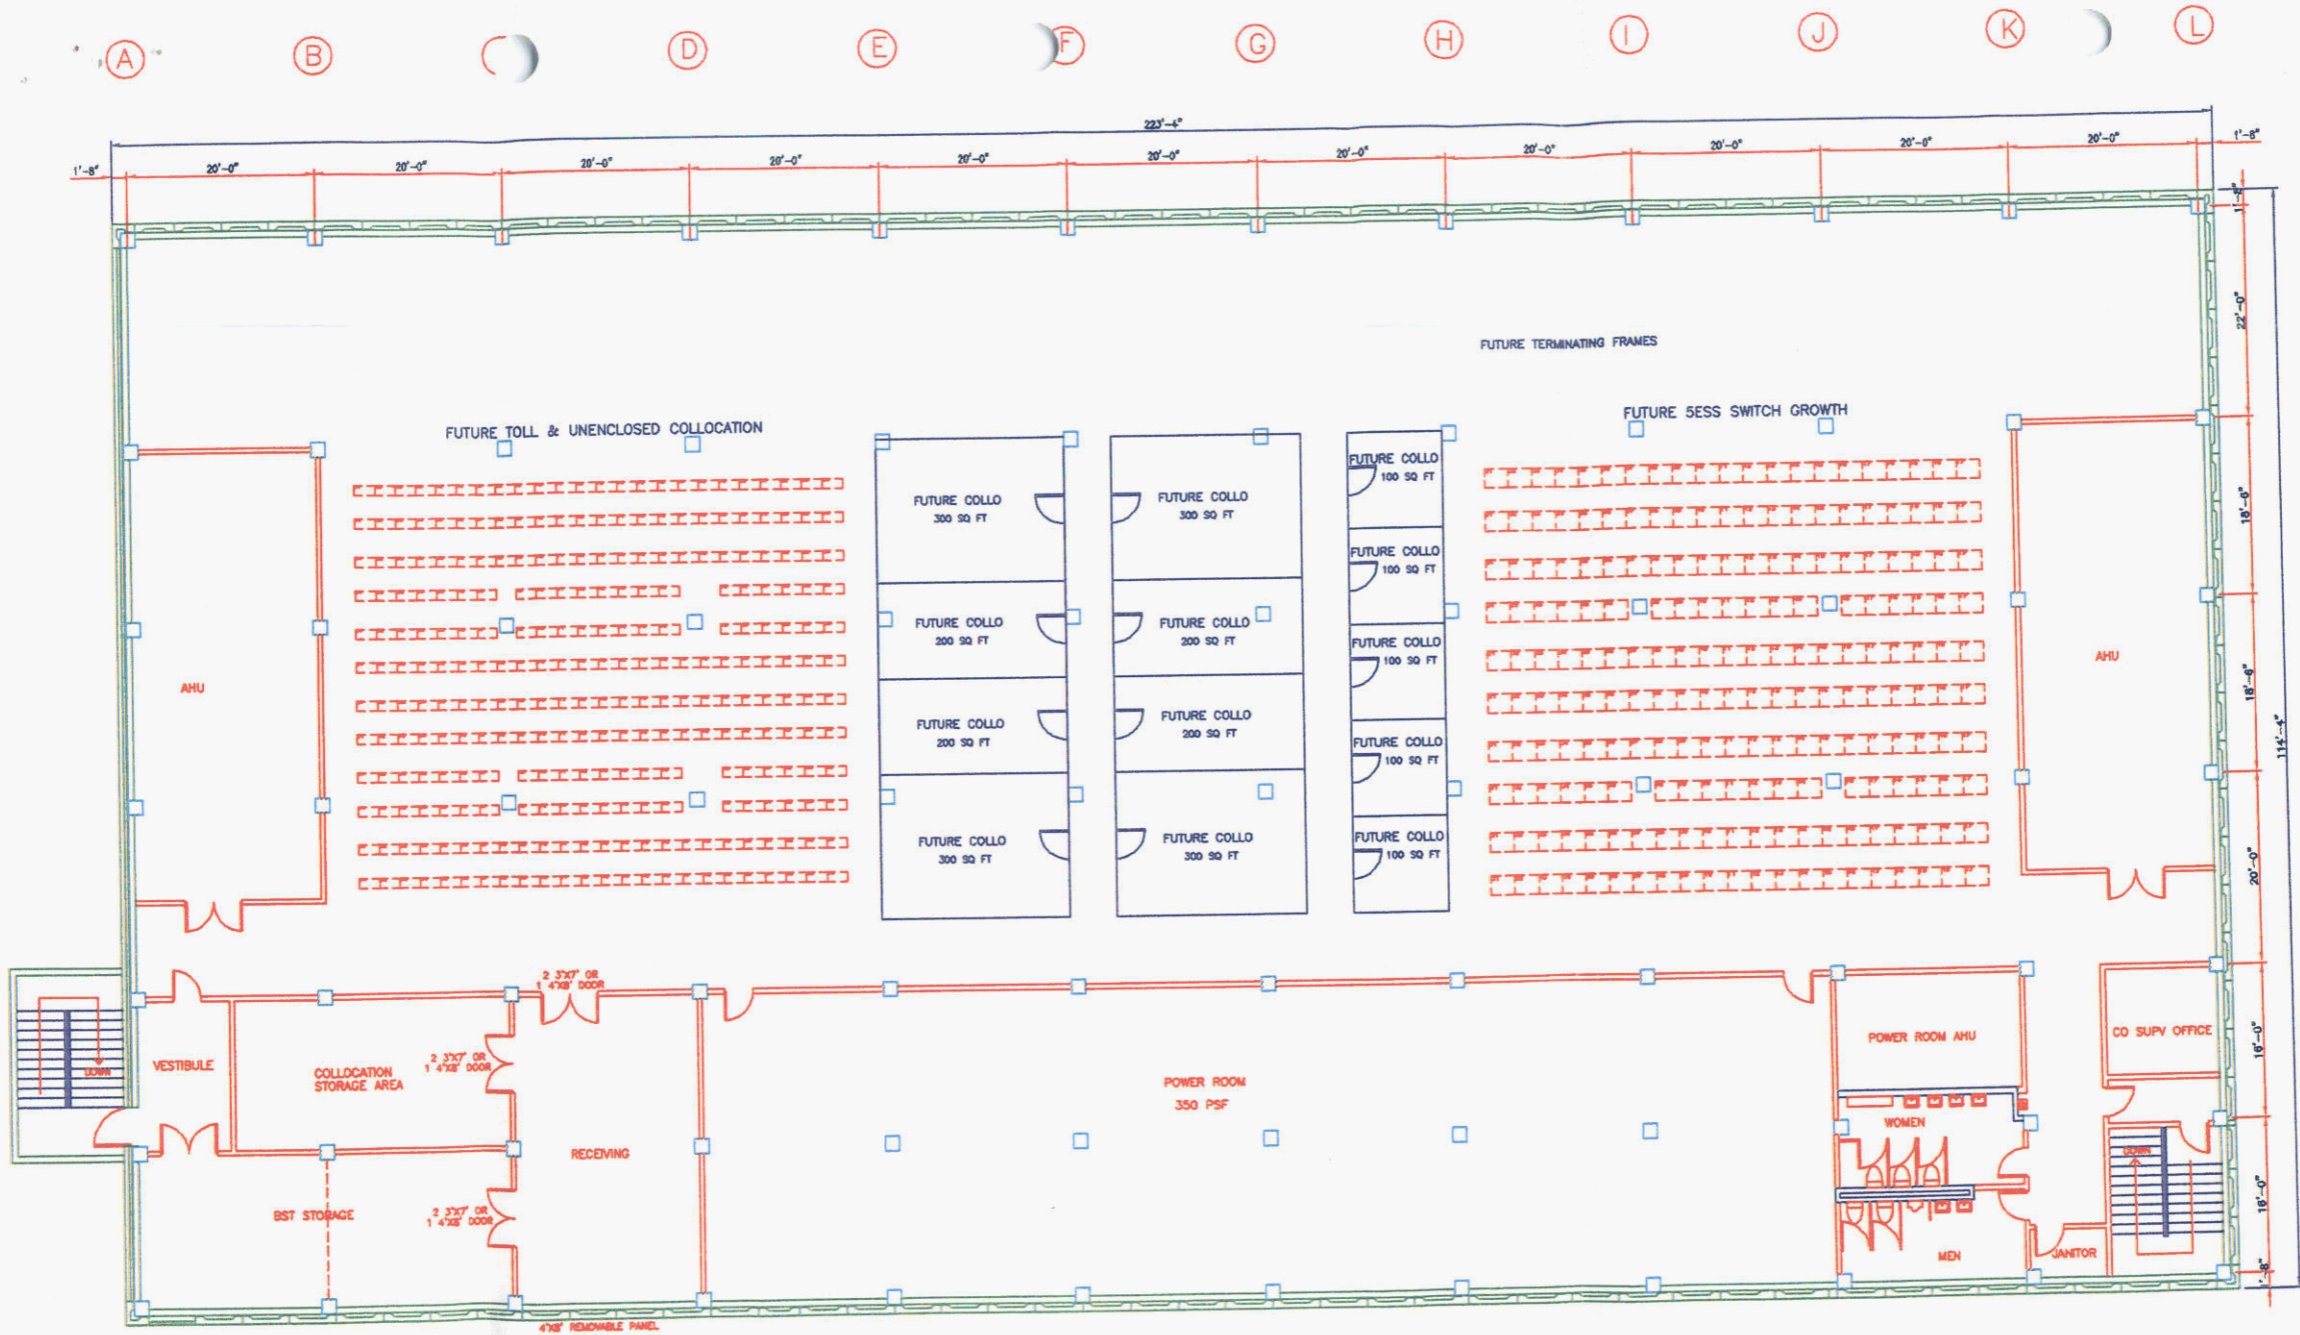 A B D E F G H I J K L
223'-4"
1'-8" 20'-0" 20'-0" 20'-0" 20'-0" 20'-0" 20'-0" 20'-0" 20'-0" 20'-0" 20'-0" 20'-0" 1'-8"
1'-8"
22'-0"
18'-6"
18'-6"
20'-0"
16'-0"
16'-0"
1'-8"
114'-4"
FUTURE TERMINATING FRAMES
FUTURE TOLL & UNENCLOSED COLLOCATION
FUTURE 5ESS SWITCH GROWTH
AHU
FUTURE COLLO
300 SQ FT
FUTURE COLLO
200 SQ FT
FUTURE COLLO
200 SQ FT
FUTURE COLLO
300 SQ FT
FUTURE COLLO
300 SQ FT
FUTURE COLLO
200 SQ FT
FUTURE COLLO
200 SQ FT
FUTURE COLLO
300 SQ FT
FUTURE COLLO
100 SQ FT
FUTURE COLLO
100 SQ FT
FUTURE COLLO
100 SQ FT
FUTURE COLLO
100 SQ FT
FUTURE COLLO
100 SQ FT
AHU
DOWN
VESTIBULE
COLLOCATION
STORAGE AREA
2 3'X7' OR
1 4'X8' DOOR
2 3'X7' OR
1 4'X8' DOOR
RECEIVING
BST STORAGE
2 3'X7' OR
1 4'X8' DOOR
POWER ROOM
350 PSF
POWER ROOM AHU
WOMEN
MEN
JANITOR
CO SUPV OFFICE
DOWN
4'X8' REMOVABLE PANEL